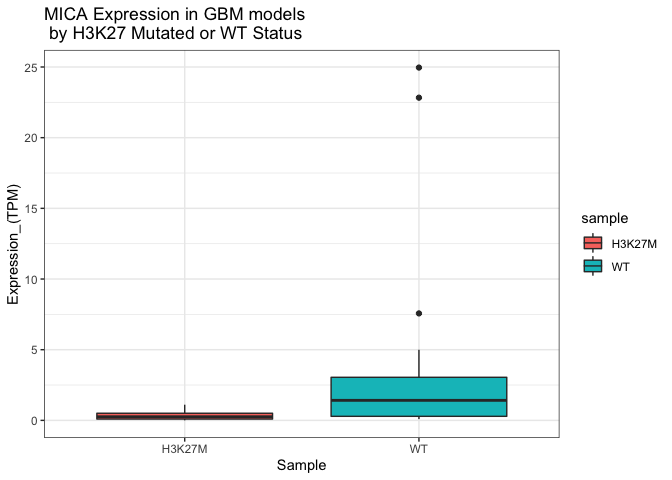 MICA Expression in GBM models
by H3K27 Mutated or WT Status
25
20
15
10
5
0
Expression_(TPM)
H3K27M
WT
Sample
sample
H3K27M
WT